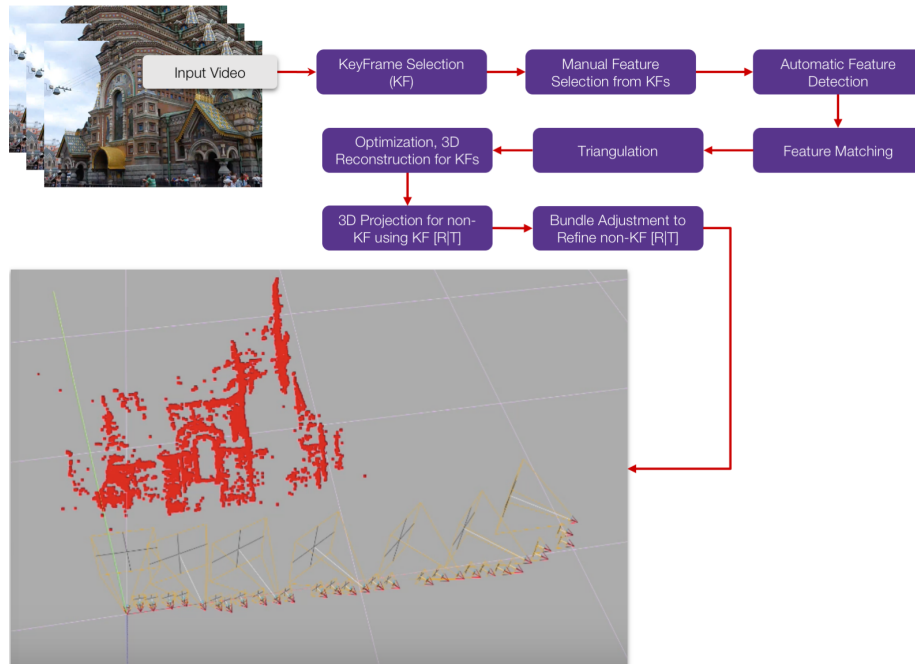 Input Video
KeyFrame Selection
(KF)
Manual Feature
Selection from KFs
Automatic Feature
Detection
Optimization, 3D
Reconstruction for KFs
Triangulation
Feature Matching
3D Projection for non-
KF using KF [R|T]
Bundle Adjustment to
Refine non-KF [R|T]